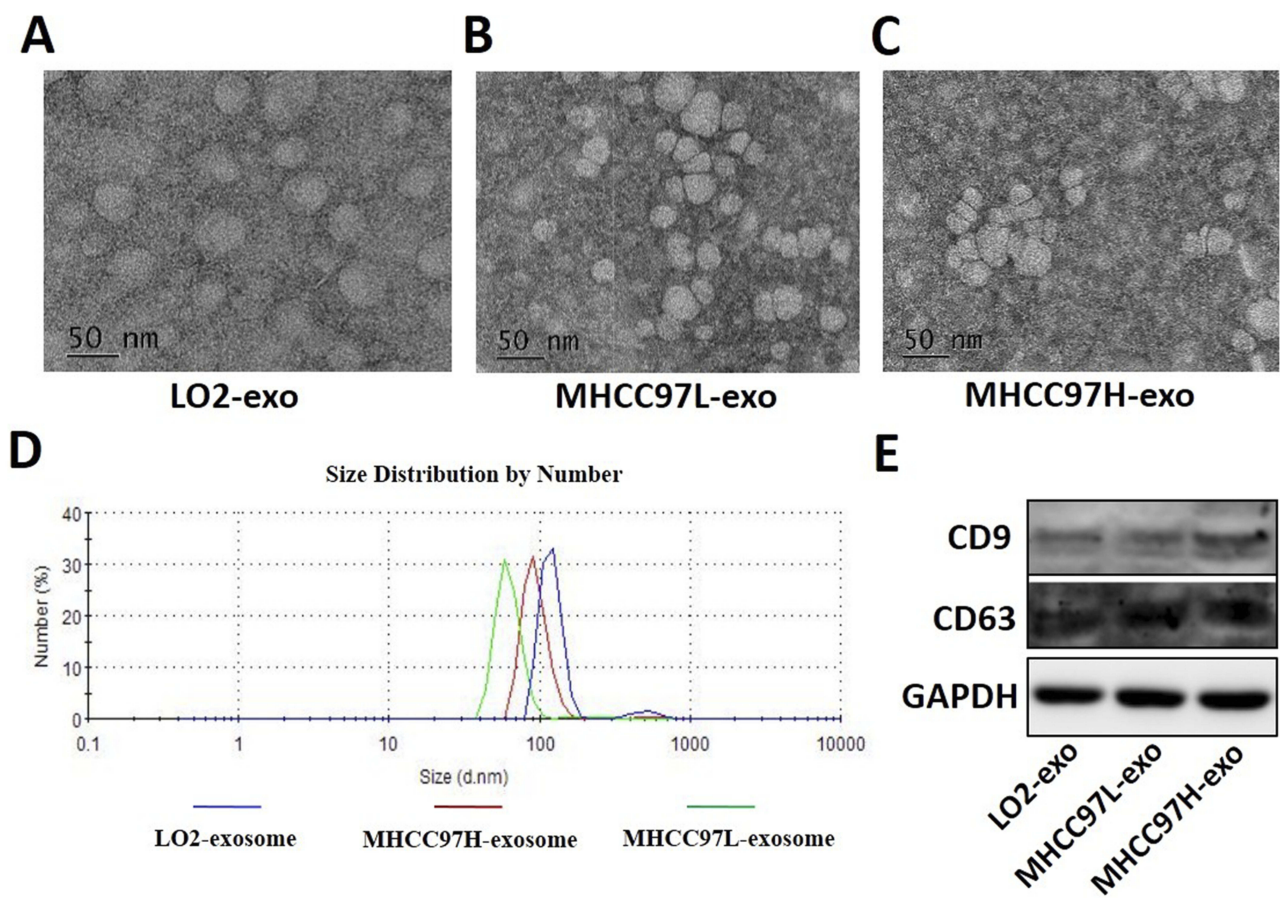 A
B
C
50 nm
50 nm
50 nm
LO2-exo
MHCC97L-exo
MHCC97H-exo
D
Size Distribution by Number
40
30
20
10
0
Number (%)
0.1
1
10
100
1000
10000
Size (d.nm)
LO2-exosome
MHCC97H-exosome
MHCC97L-exosome
E
CD9
CD63
GAPDH
LO2-exo
MHCC97L-exo
MHCC97H-exo